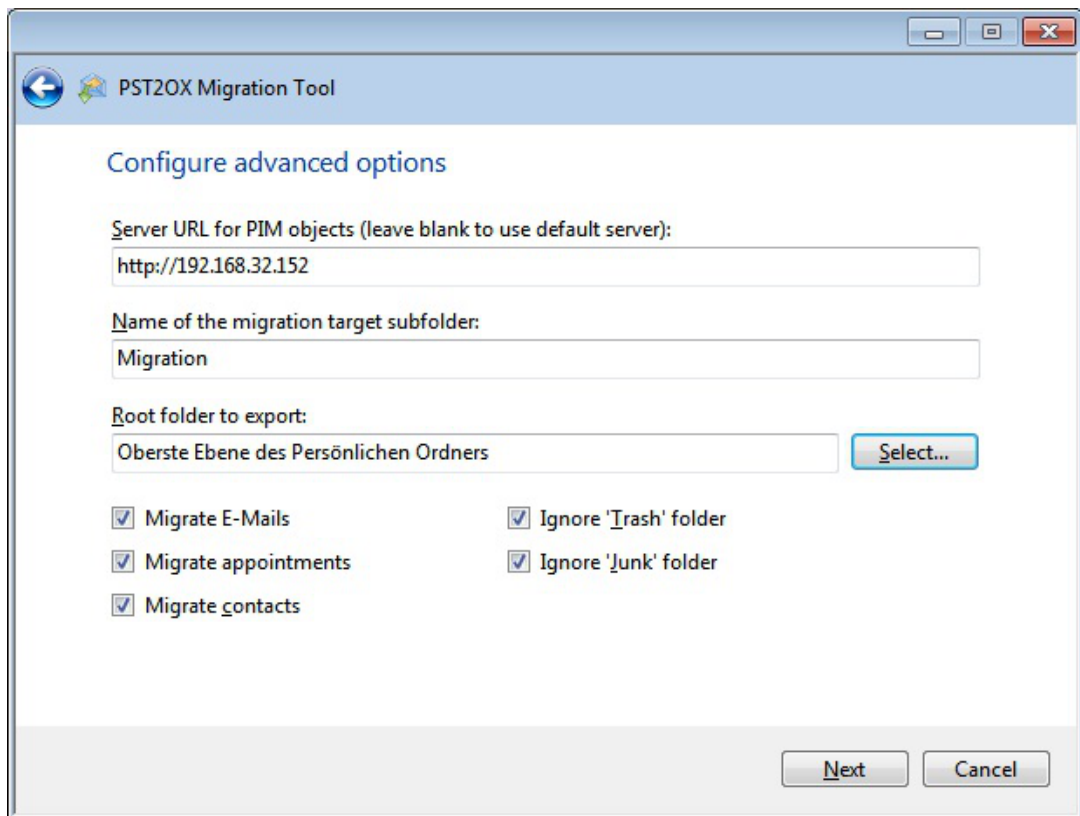 PST2OX Migration Tool
Configure advanced options
Server URL for PIM objects (leave blank to use default server):
http://192.168.32.152
Name of the migration target subfolder:
Migration
Root folder to export:
Oberste Ebene des Persönlichen Ordners
Select...
Migrate E-Mails
Ignore 'Trash' folder
Migrate appointments
Ignore 'Junk' folder
Migrate contacts
Next
Cancel